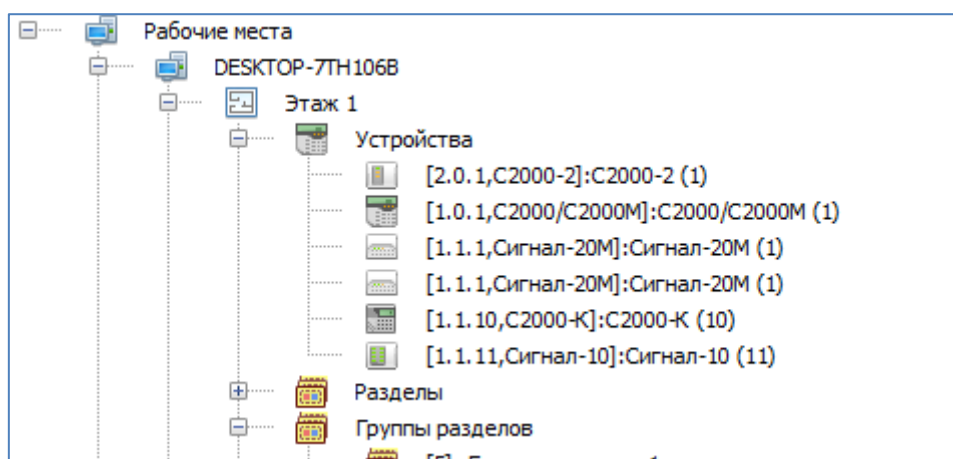 Рабочие места
DESKTOP-7TH106B
Этаж 1
Устройства
[2.0.1,С2000-2]:С2000-2 (1)
[1.0.1,С2000/С2000М]:С2000/С2000М (1)
[1.1.1,Сигнал-20М]:Сигнал-20М (1)
[1.1.1,Сигнал-20М]:Сигнал-20М (1)
[1.1.10,С2000-К]:С2000-К (10)
[1.1.11,Сигнал-10]:Сигнал-10 (11)
Разделы
Группы разделов